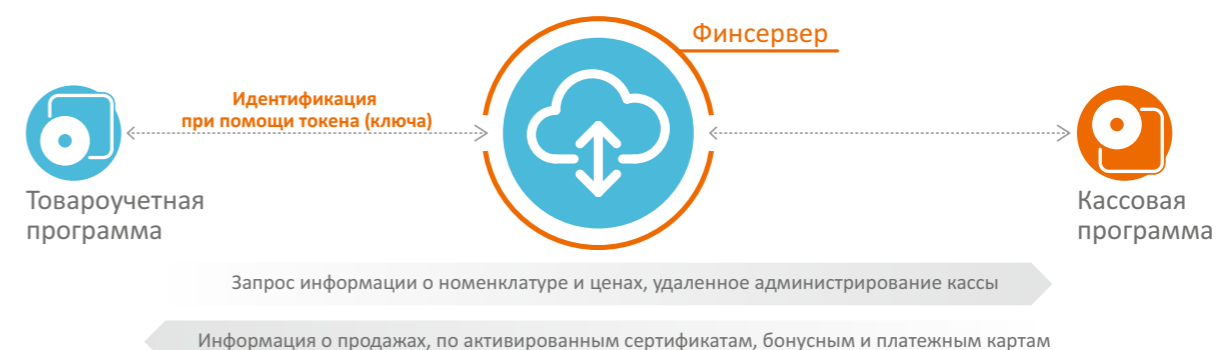 Финсервер
Идентификация
при помощи токена (ключа)
Товароучетная
программа
Кассовая
программа
Запрос информации о номенклатуре и ценах, удаленное администрирование кассы
Информация о продажах, по активированным сертификатам, бонусным и платежным картам